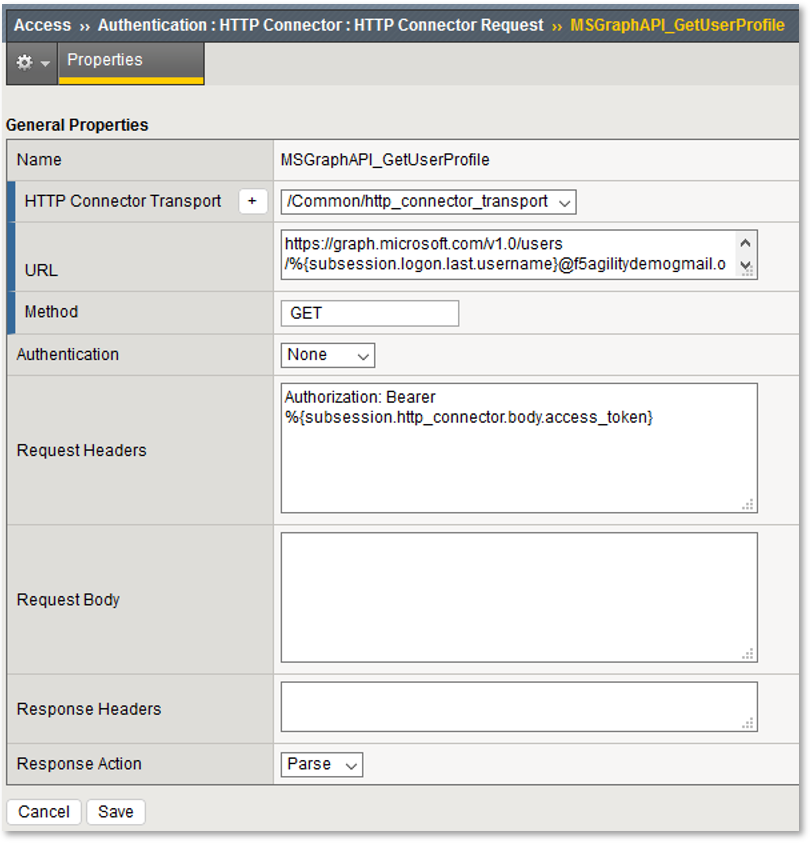 Access ›› Authentication : HTTP Connector : HTTP Connector Request ›› MSGraphAPI_GetUserProfile
Properties
General Properties
Name
MSGraphAPI_GetUserProfile
HTTP Connector Transport
+
/Common/http_connector_transport
URL
https://graph.microsoft.com/v1.0/users
/%{subsession.logon.last.username}@f5agilitydemogmail.o
Method
GET
Authentication
None
Request Headers
Authorization: Bearer
%{subsession.http_connector.body.access_token}
Request Body
Response Headers
Response Action
Parse
Cancel
Save